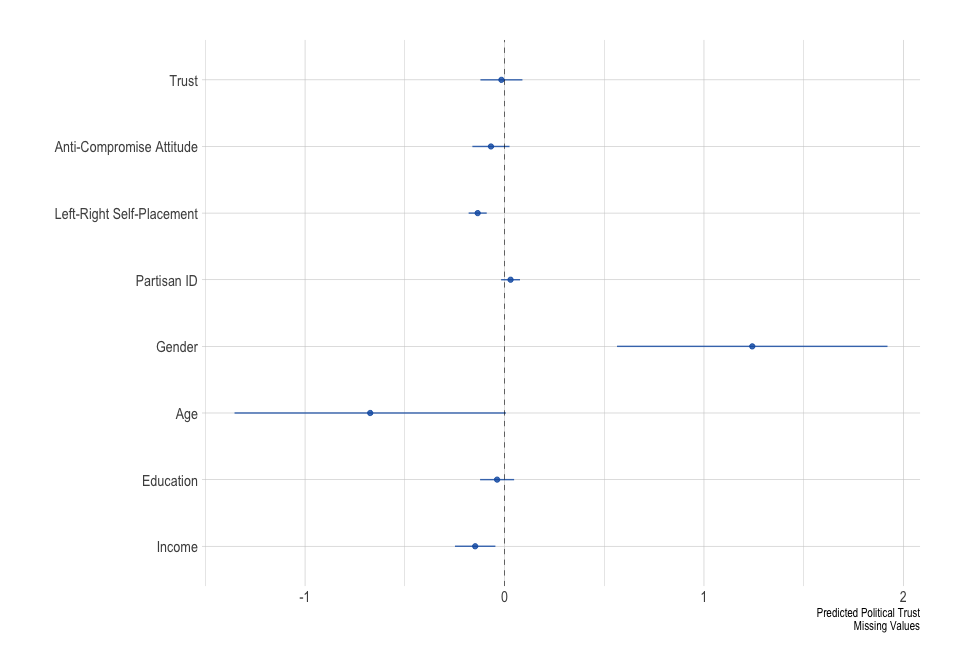 Trust
Anti-Compromise Attitude
Left-Right Self-Placement
Partisan ID
Gender
Age
Education
Income
-1 0 1 2
Predicted Political Trust
Missing Values